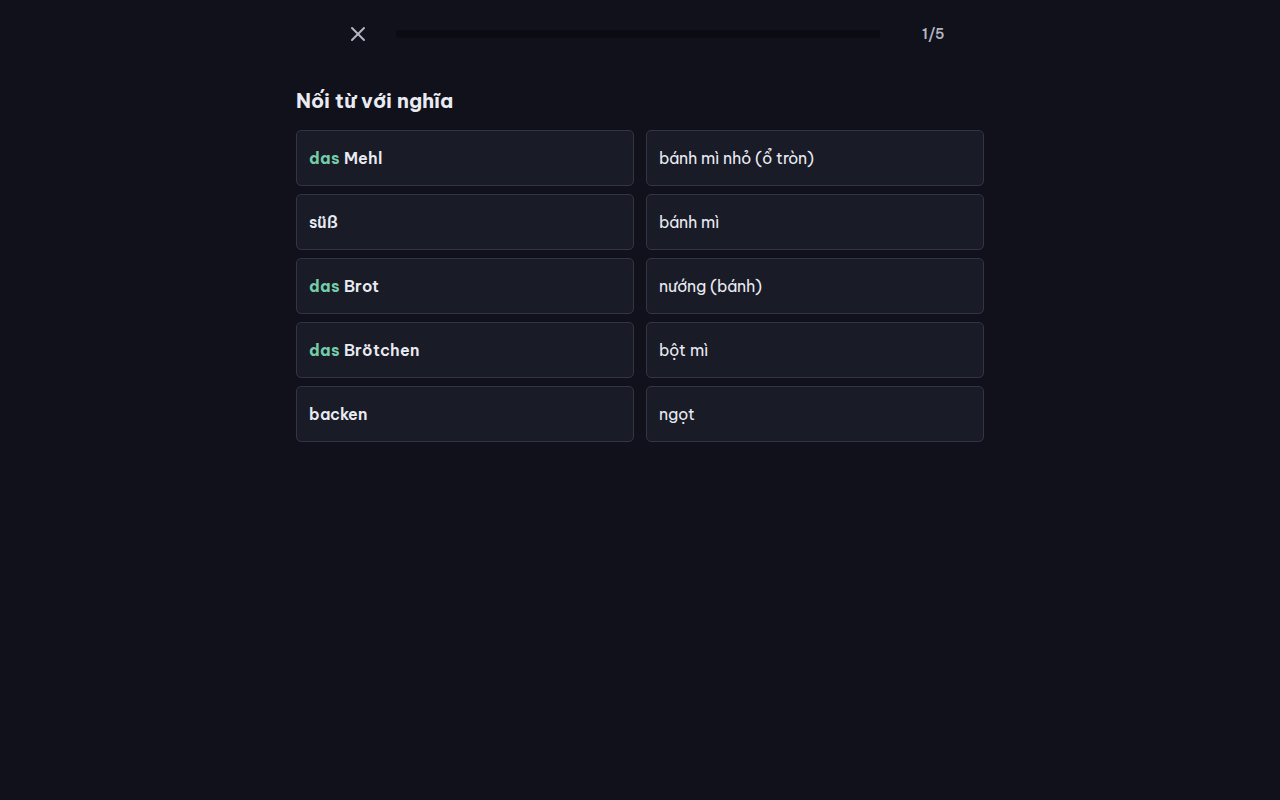 1/5
Nối từ với nghĩa
das Mehl
bánh mì nhỏ (ổ tròn)
süß
bánh mì
das Brot
nướng (bánh)
das Brötchen
bột mì
backen
ngọt